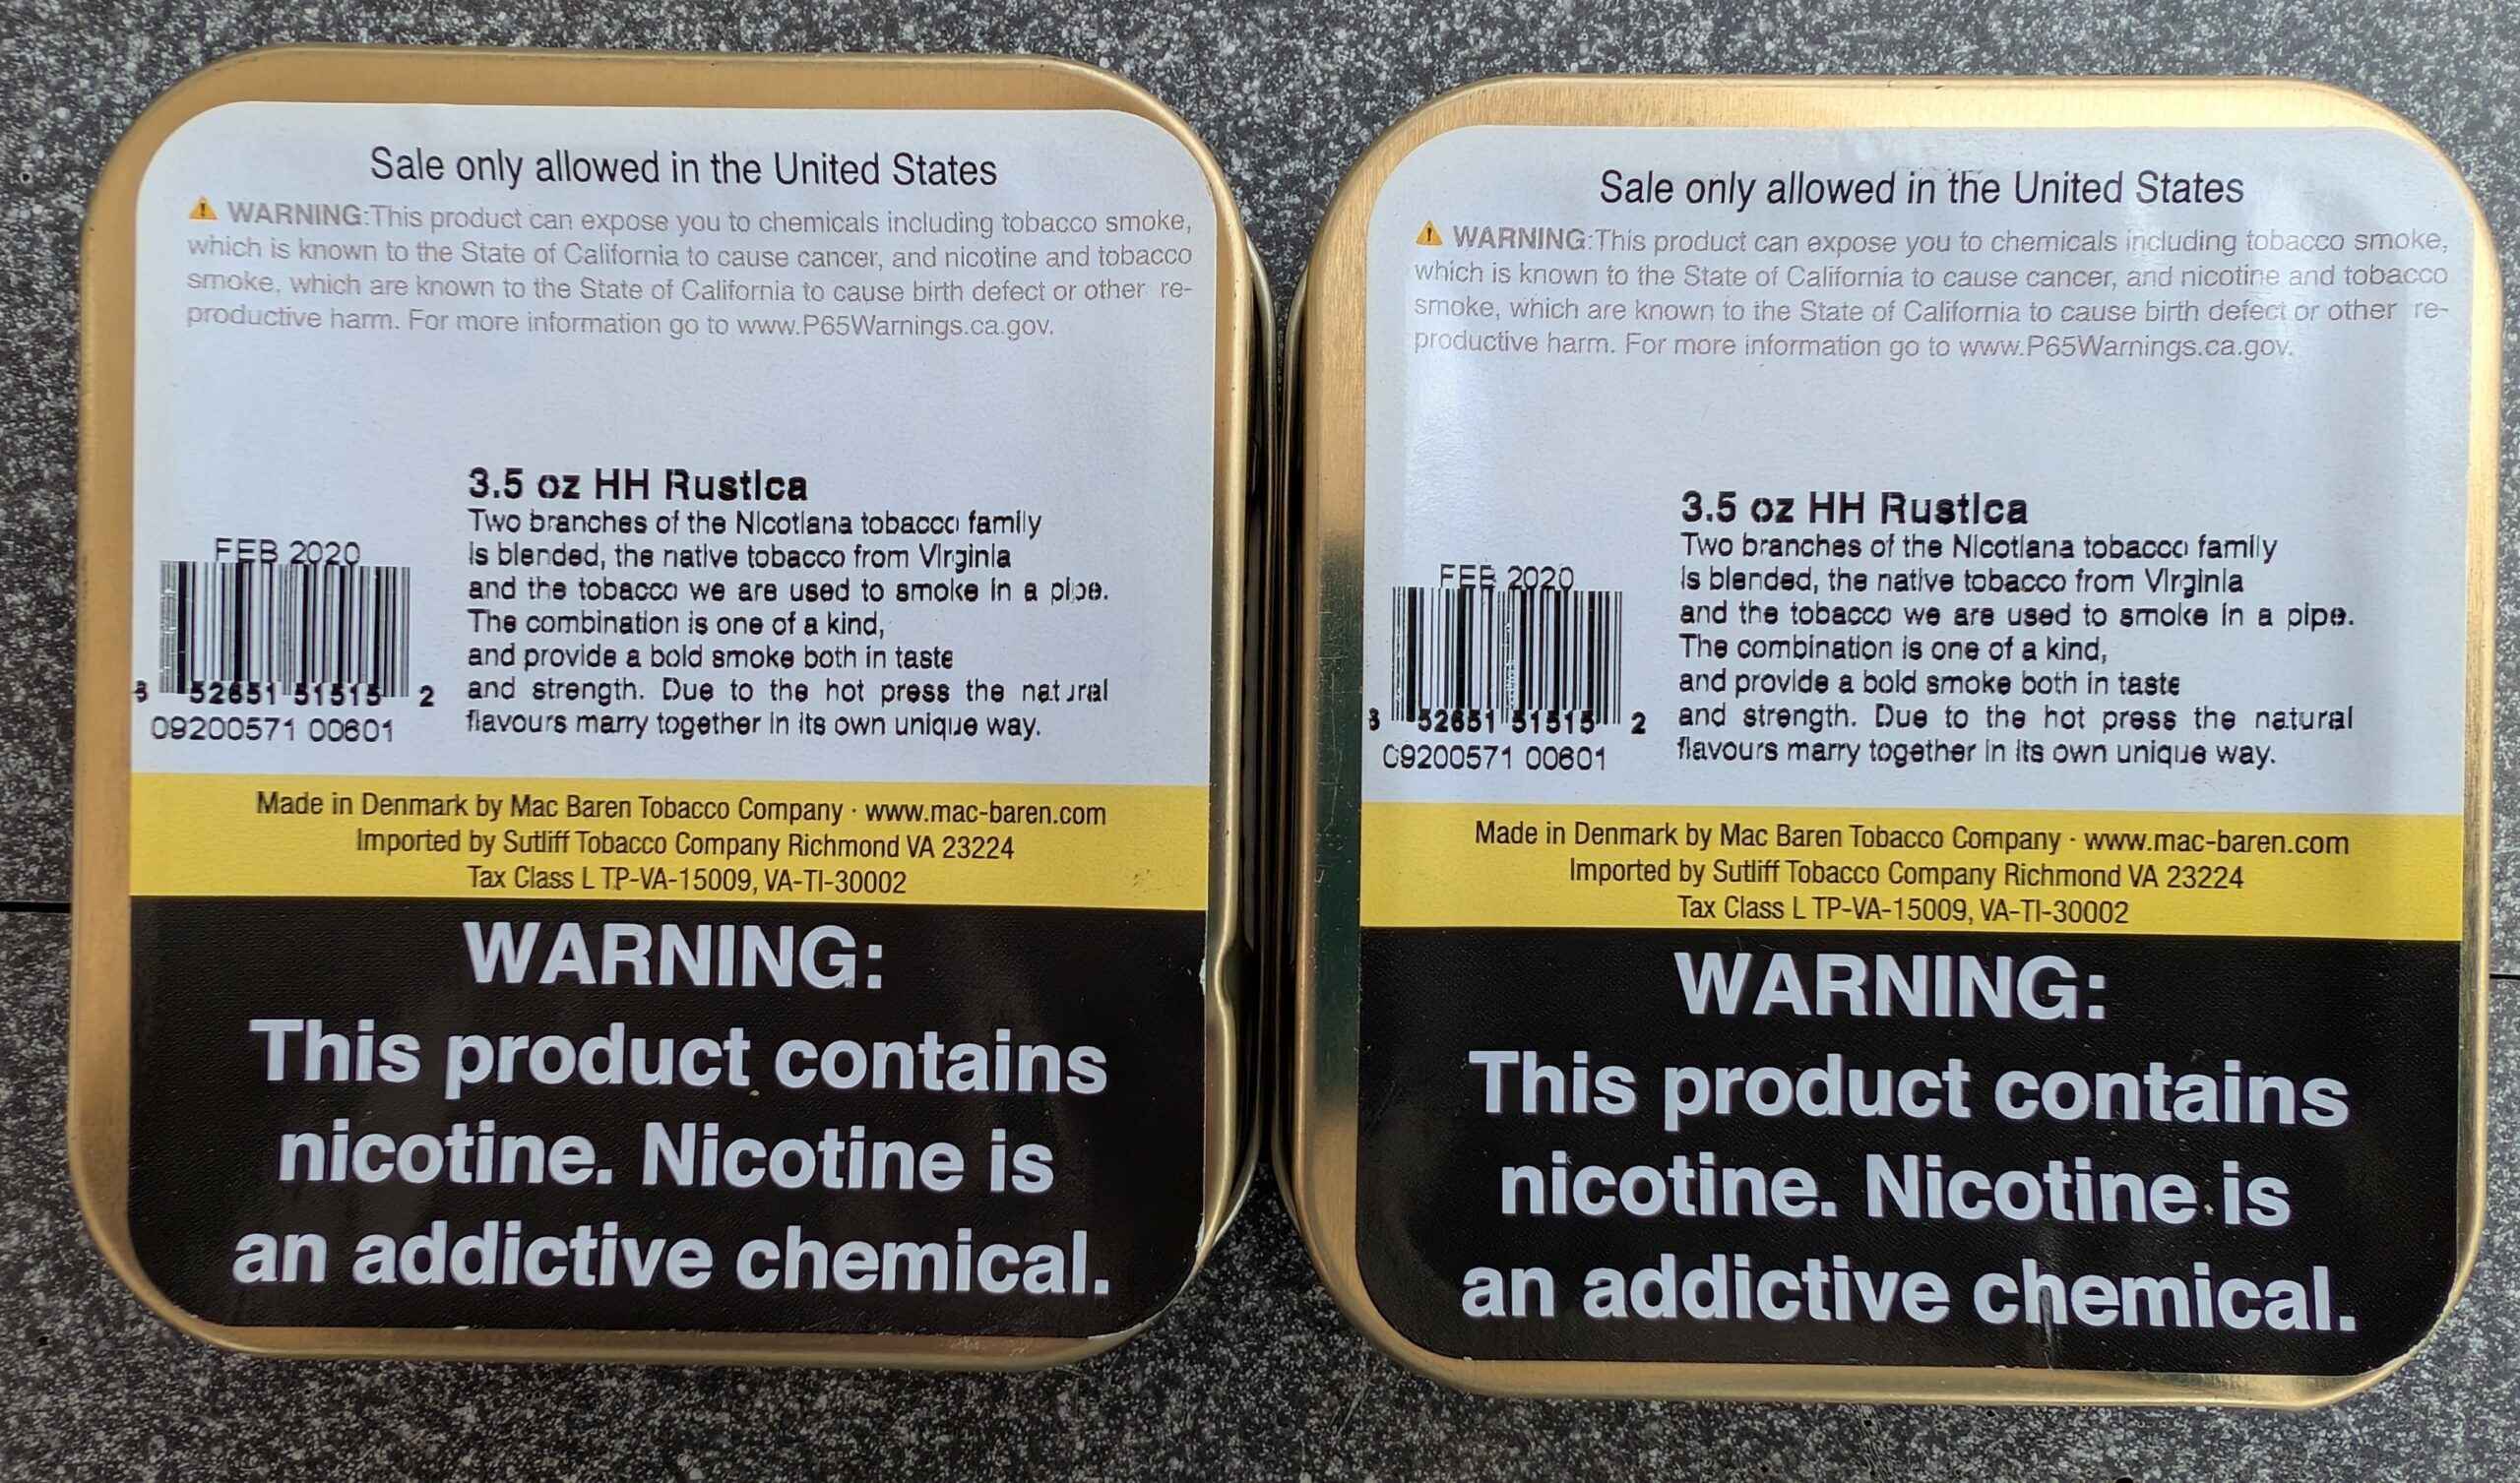 Sale only allowed in the United States
⚠ WARNING:This product can expose you to chemicals including tobacco smoke,
which is known to the State of California to cause cancer, and nicotine and tobacco
smoke, which are known to the State of California to cause birth defect or other re-
productive harm. For more information go to www.P65Warnings.ca.gov.
3.5 oz HH Rustica
Two branches of the Nicotiana tobacco family
is blended, the native tobacco from Virginia
and the tobacco we are used to smoke in a pipe.
The combination is one of a kind,
and provide a bold smoke both in taste
and strength. Due to the hot press the natural
flavours marry together in its own unique way.
FEB 2020
3 52651 51515 2
09200571 00601
Made in Denmark by Mac Baren Tobacco Company · www.mac-baren.com
Imported by Sutliff Tobacco Company Richmond VA 23224
Tax Class L TP-VA-15009, VA-TI-30002
WARNING:
This product contains
nicotine. Nicotine is
an addictive chemical.
Sale only allowed in the United States
⚠ WARNING:This product can expose you to chemicals including tobacco smoke,
which is known to the State of California to cause cancer, and nicotine and tobacco
smoke, which are known to the State of California to cause birth defect or other re-
productive harm. For more information go to www.P65Warnings.ca.gov.
3.5 oz HH Rustica
Two branches of the Nicotiana tobacco family
is blended, the native tobacco from Virginia
and the tobacco we are used to smoke in a pipe.
The combination is one of a kind,
and provide a bold smoke both in taste
and strength. Due to the hot press the natural
flavours marry together in its own unique way.
FEB 2020
3 52651 51515 2
09200571 00601
Made in Denmark by Mac Baren Tobacco Company · www.mac-baren.com
Imported by Sutliff Tobacco Company Richmond VA 23224
Tax Class L TP-VA-15009, VA-TI-30002
WARNING:
This product contains
nicotine. Nicotine is
an addictive chemical.